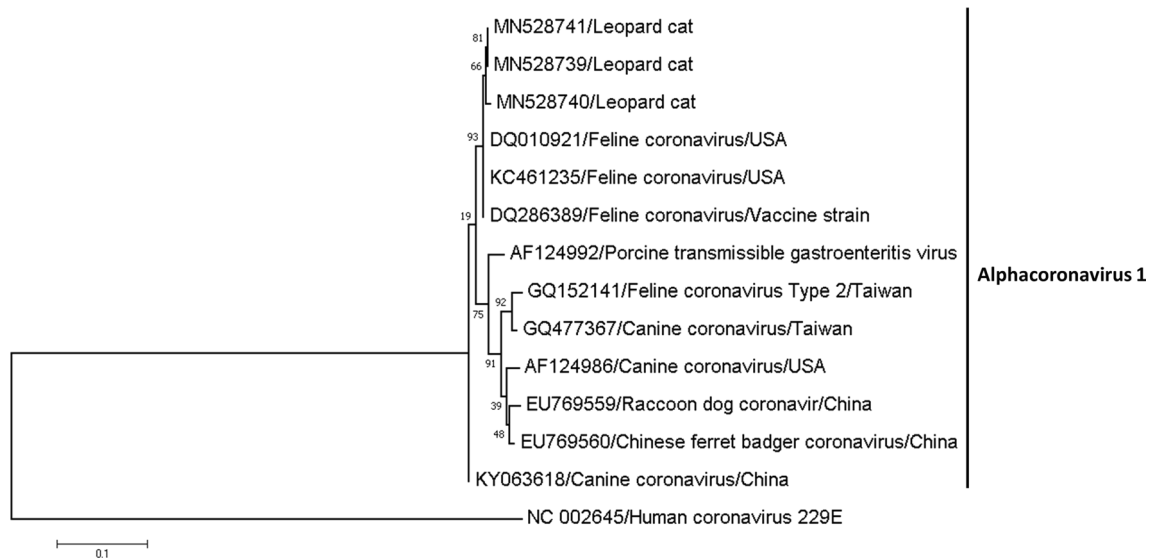 MN528741/Leopard cat
81
MN528739/Leopard cat
66
MN528740/Leopard cat
93
DQ010921/Feline coronavirus/USA
KC461235/Feline coronavirus/USA
19
DQ286389/Feline coronavirus/Vaccine strain
AF124992/Porcine transmissible gastroenteritis virus
Alphacoronavirus 1
GQ152141/Feline coronavirus Type 2/Taiwan
92
75
GQ477367/Canine coronavirus/Taiwan
91
AF124986/Canine coronavirus/USA
39
EU769559/Raccoon dog coronavir/China
48
EU769560/Chinese ferret badger coronavirus/China
KY063618/Canine coronavirus/China
NC 002645/Human coronavirus 229E
0.1